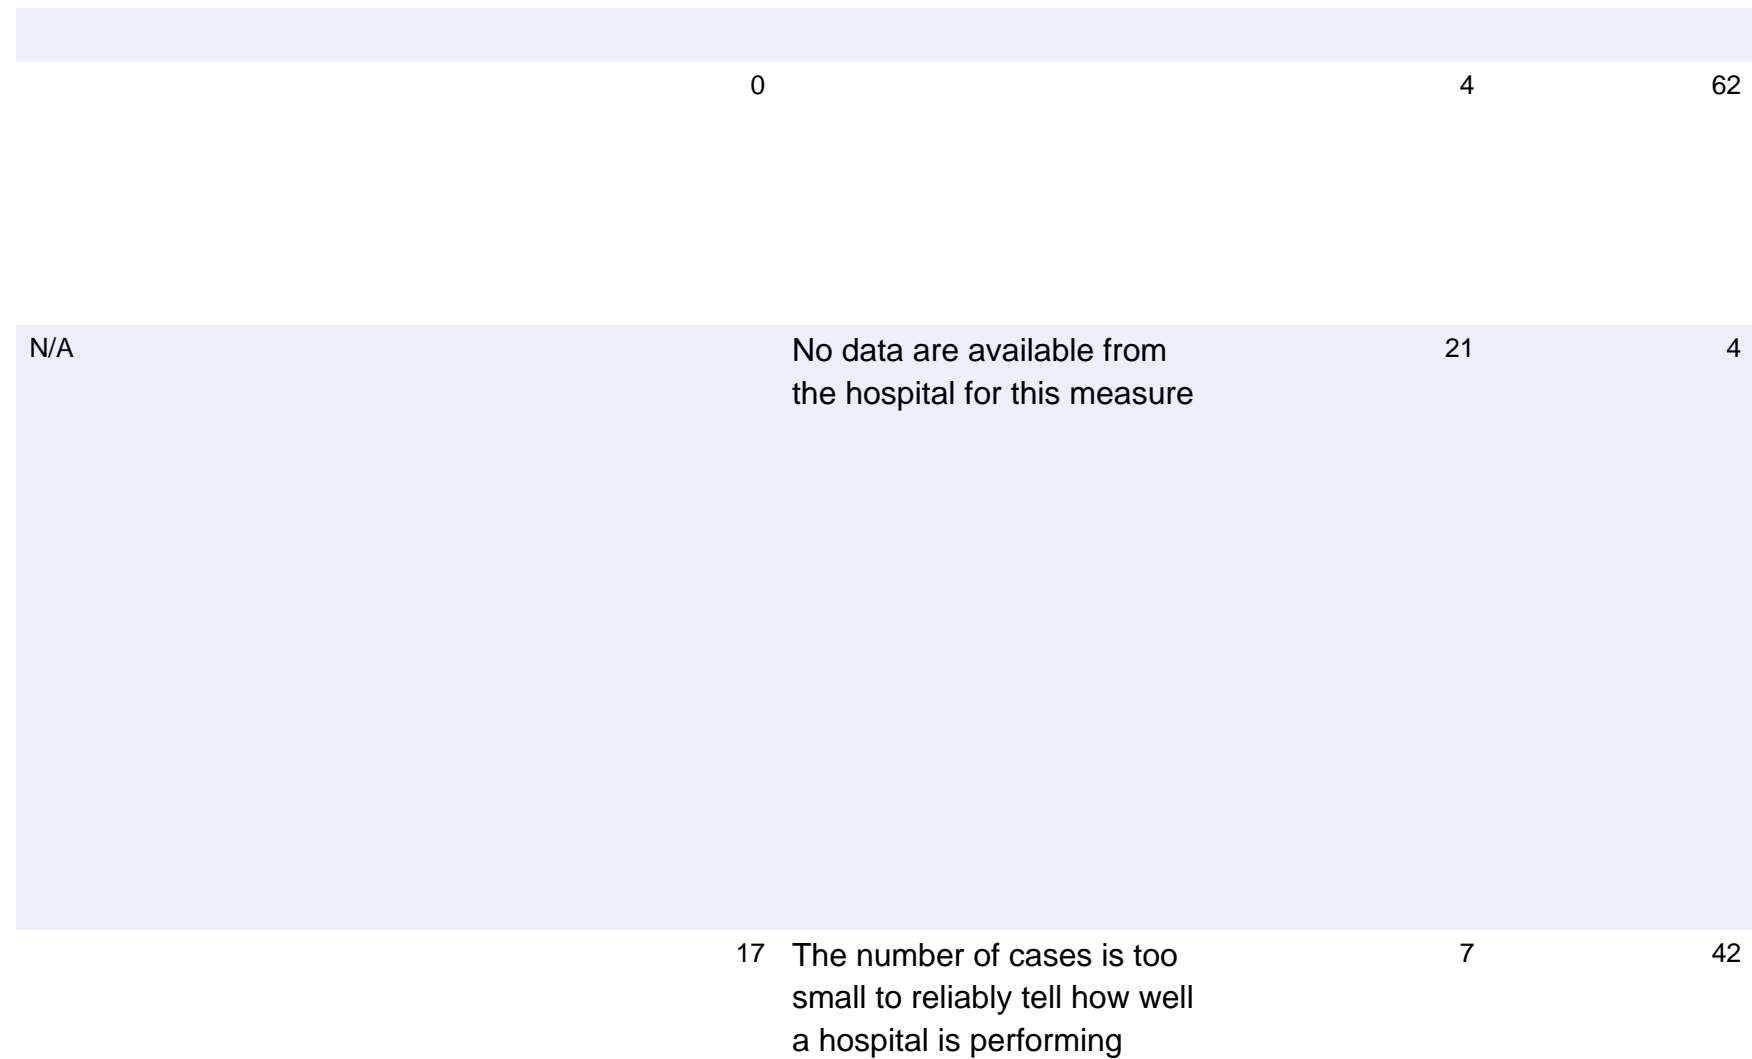 0 4 62
N/A No data are available from 21 4
the hospital for this measure
17 The number of cases is too 7 42
small to reliably tell how well
a hospital is performing